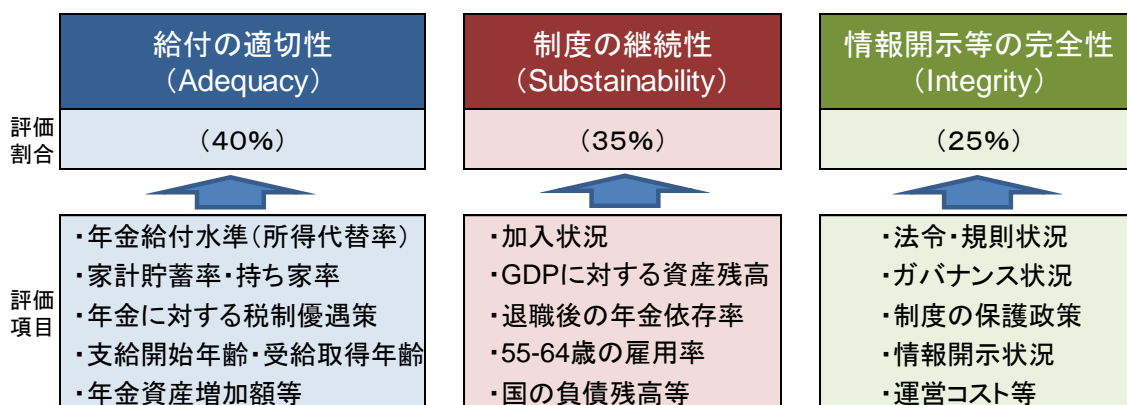 給付の適切性
（Adequacy）
制度の継続性
（Substainability）
情報開示等の完全性
（Integrity）
評価
割合
（40%）
（35%）
（25%）
評価
項目
・年金給付水準（所得代替率）
・家計貯蓄率・持ち家率
・年金に対する税制優遇策
・支給開始年齢・受給取得年齢
・年金資産増加額等
・加入状況
・GDPに対する資産残高
・退職後の年金依存率
・55-64歳の雇用率
・国の負債残高等
・法令・規則状況
・ガバナンス状況
・制度の保護政策
・情報開示状況
・運営コスト等